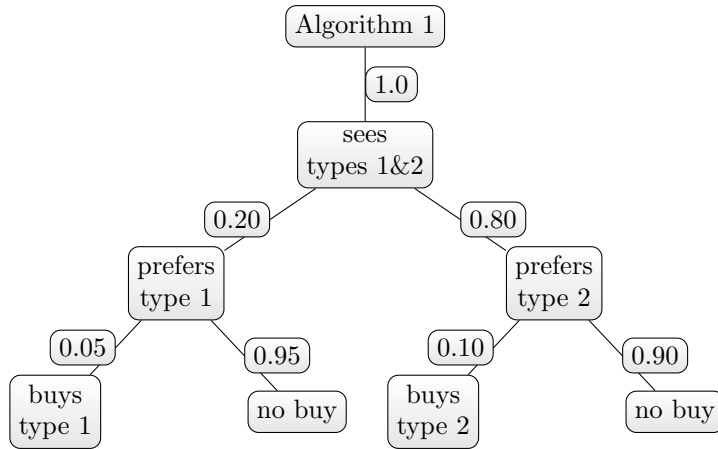 Algorithm 1
1.0
sees
types 1&2
0.20
0.80
prefers
type 1
prefers
type 2
0.05
0.95
0.10
0.90
buys
type 1
no buy
buys
type 2
no buy